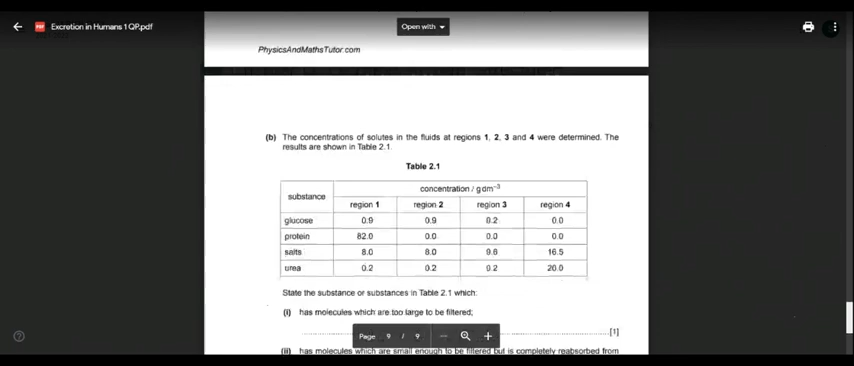 Excretion in Humans 1 QP.pdf
Open with
PhysicsAndMathsTutor.com
(b) The concentrations of solutes in the fluids at regions 1, 2, 3 and 4 were determined. The
results are shown in Table 2.1.
Table 2.1
substance concentration / g dm⁻³
region 1 region 2 region 3 region 4
glucose 0.9 0.9 0.2 0.0
protein 82.0 0.0 0.0 0.0
salts 8.0 8.0 9.6 16.5
urea 0.2 0.2 0.2 20.0
State the substance or substances in Table 2.1 which:
(i) has molecules which are too large to be filtered;
[1]
Page 9 / 9
(ii) has molecules which are small enough to be filtered but is completely reabsorbed from